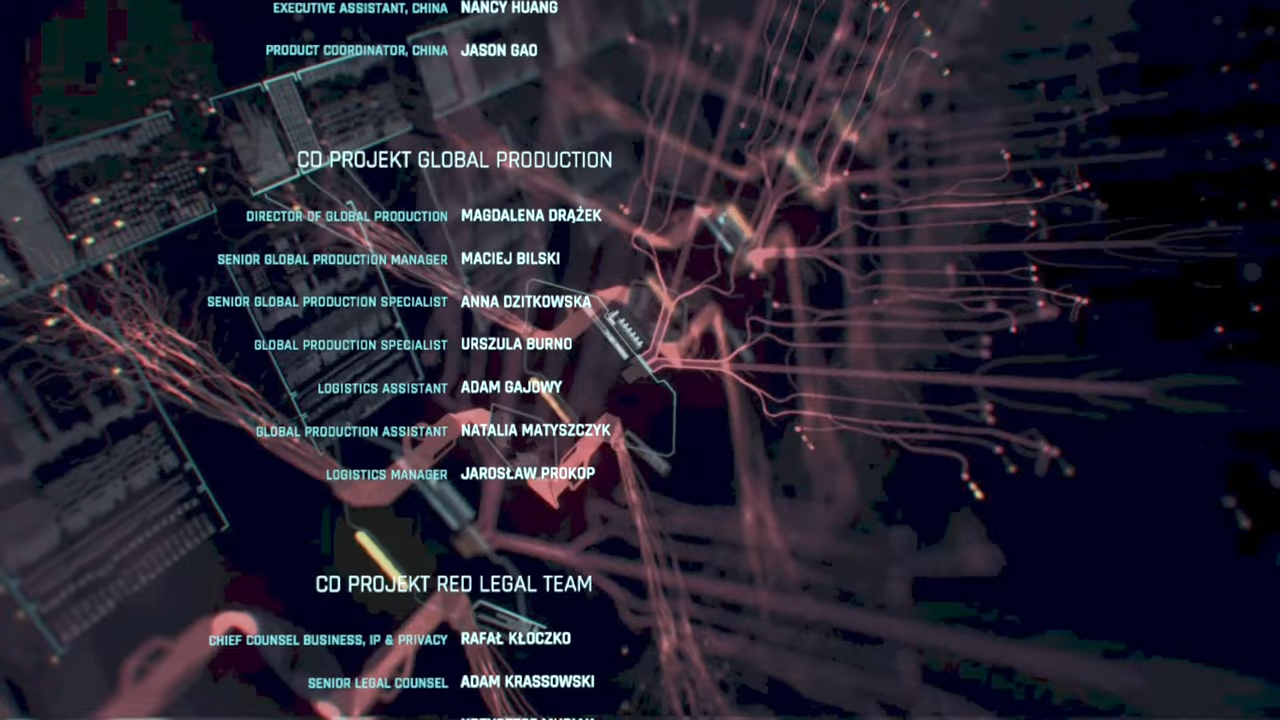 EXECUTIVE ASSISTANT, CHINA NANCY HUANG
PRODUCT COORDINATOR, CHINA JASON GAO
CD PROJEKT GLOBAL PRODUCTION
DIRECTOR OF GLOBAL PRODUCTION MAGDALENA DRĄŻEK
SENIOR GLOBAL PRODUCTION MANAGER MACIEJ BILSKI
SENIOR GLOBAL PRODUCTION SPECIALIST ANNA DZITKOWSKA
GLOBAL PRODUCTION SPECIALIST URSZULA BURNO
LOGISTICS ASSISTANT ADAM GAJOWY
GLOBAL PRODUCTION ASSISTANT NATALIA MATYSZCZYK
LOGISTICS MANAGER JAROSŁAW PROKOP
CD PROJEKT RED LEGAL TEAM
CHIEF COUNSEL BUSINESS, IP & PRIVACY RAFAŁ KŁOCZKO
SENIOR LEGAL COUNSEL ADAM KRASSOWSKI